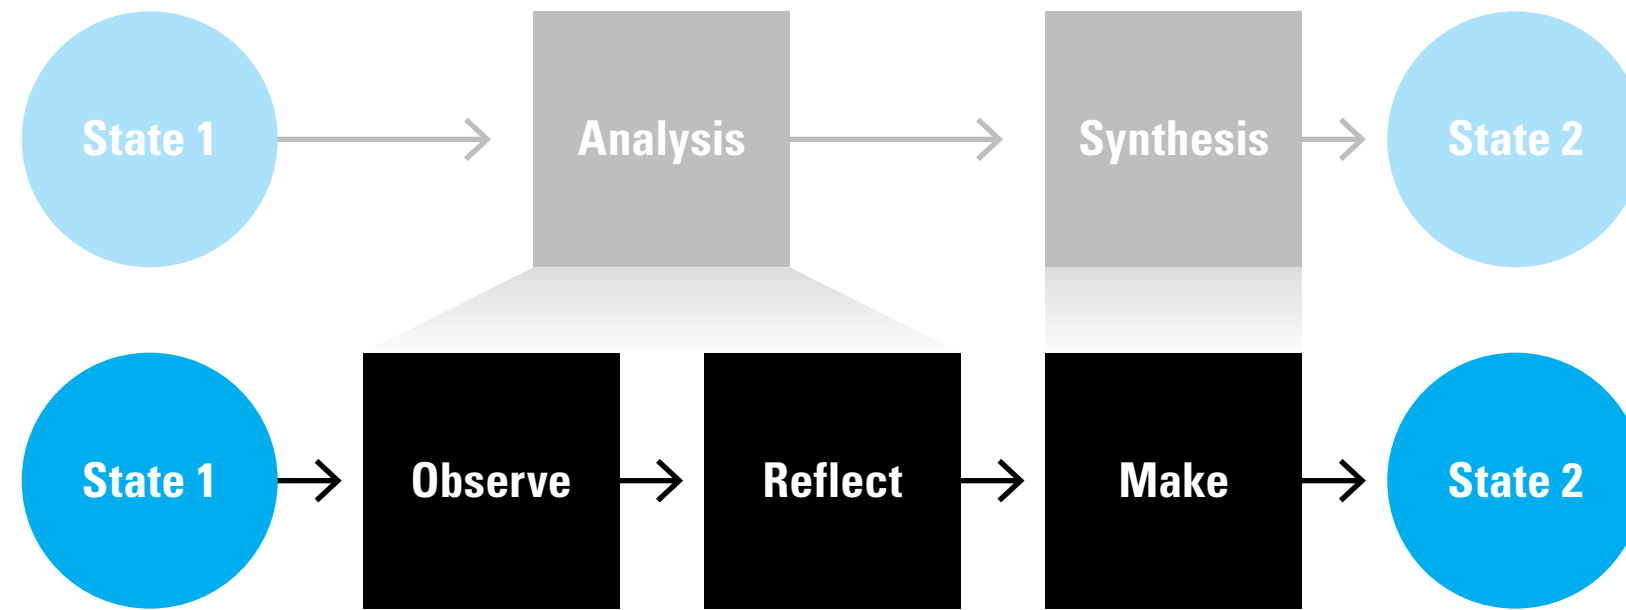 State 1
Analysis
Synthesis
State 2
State 1
Observe
Reflect
Make
State 2